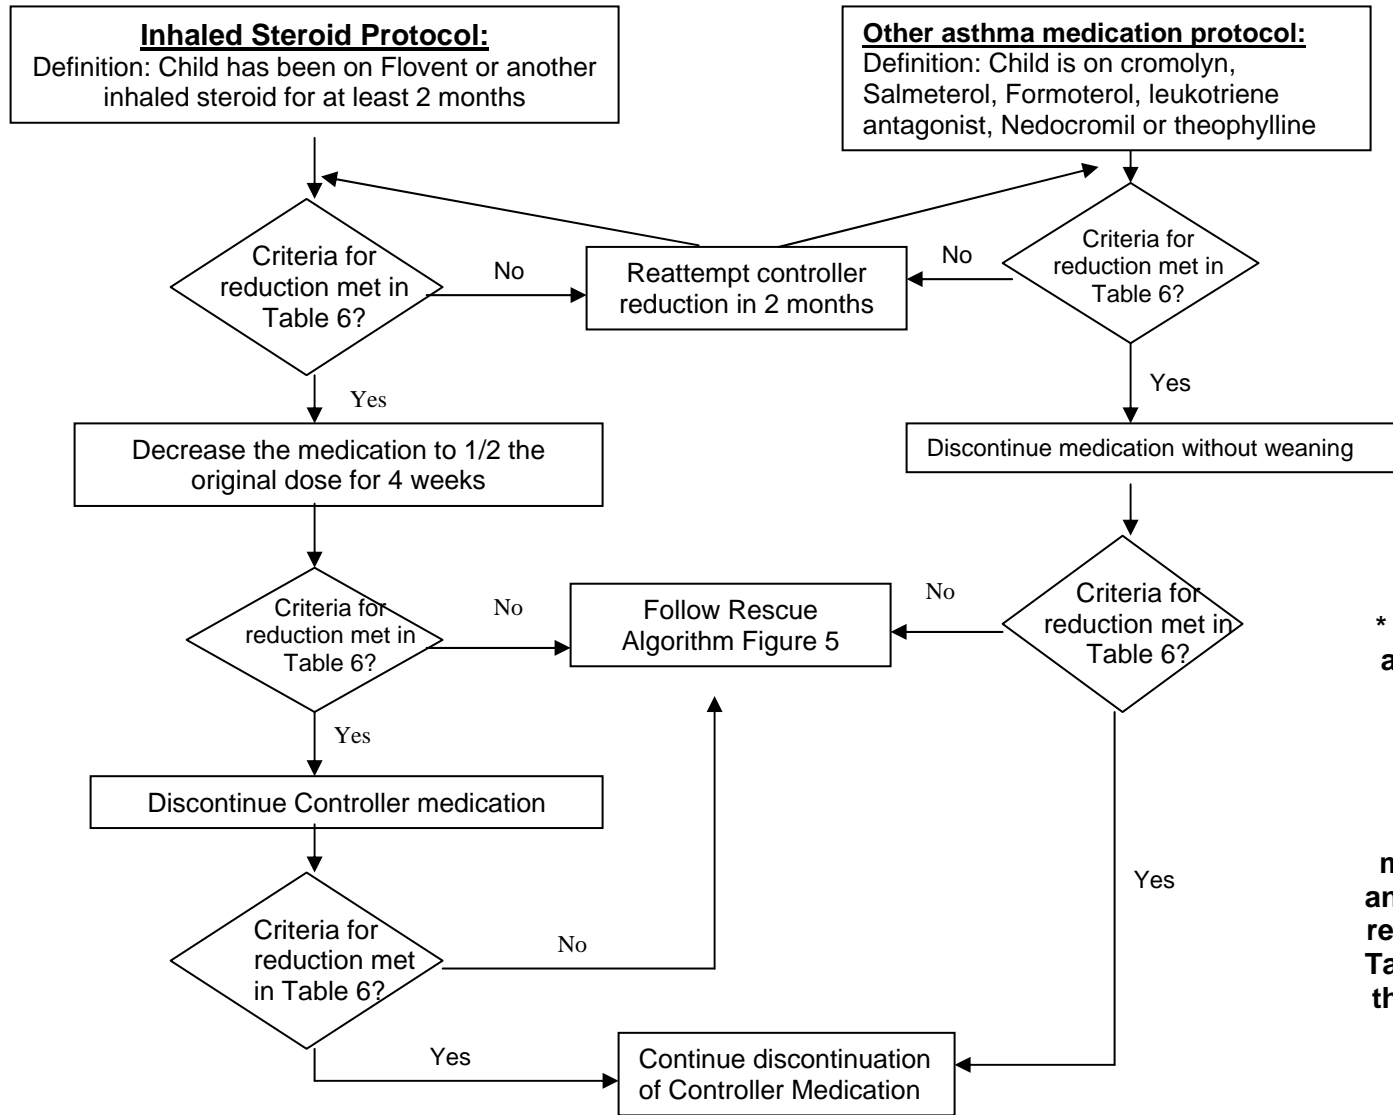 Inhaled Steroid Protocol:
Definition: Child has been on Flovent or another
inhaled steroid for at least 2 months
Other asthma medication protocol:
Definition: Child is on cromolyn,
Salmeterol, Formoterol, leukotriene
antagonist, Nedocromil or theophylline
Criteria for
reduction met in
Table 6?
No
Reattempt controller
reduction in 2 months
No
Criteria for
reduction met in
Table 6?
Yes
Yes
Decrease the medication to 1/2 the
original dose for 4 weeks
Discontinue medication without weaning
Criteria for
reduction met in
Table 6?
No
Follow Rescue
Algorithm Figure 5
No
Criteria for
reduction met in
Table 6?
*
a
Yes
Discontinue Controller medication
Criteria for
reduction met
in Table 6?
No
Yes
m
an
re
Ta
th
Yes
Continue discontinuation
of Controller Medication